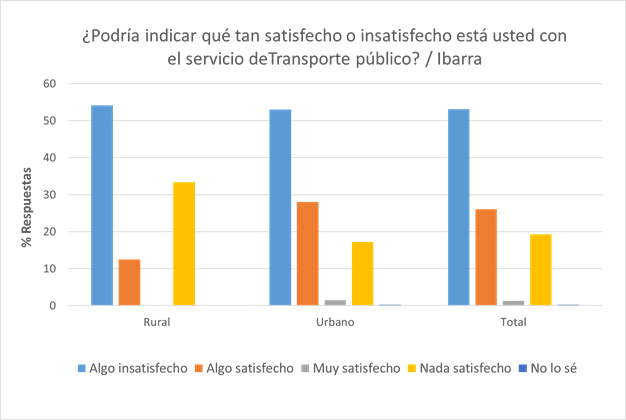 ¿Podría indicar qué tan satisfecho o insatisfecho está usted con
el servicio deTransporte público? / Ibarra
60
50
40
30
20
10
0
% Respuestas
Rural Urbano Total
Algo insatisfecho Algo satisfecho Muy satisfecho Nada satisfecho No lo sé